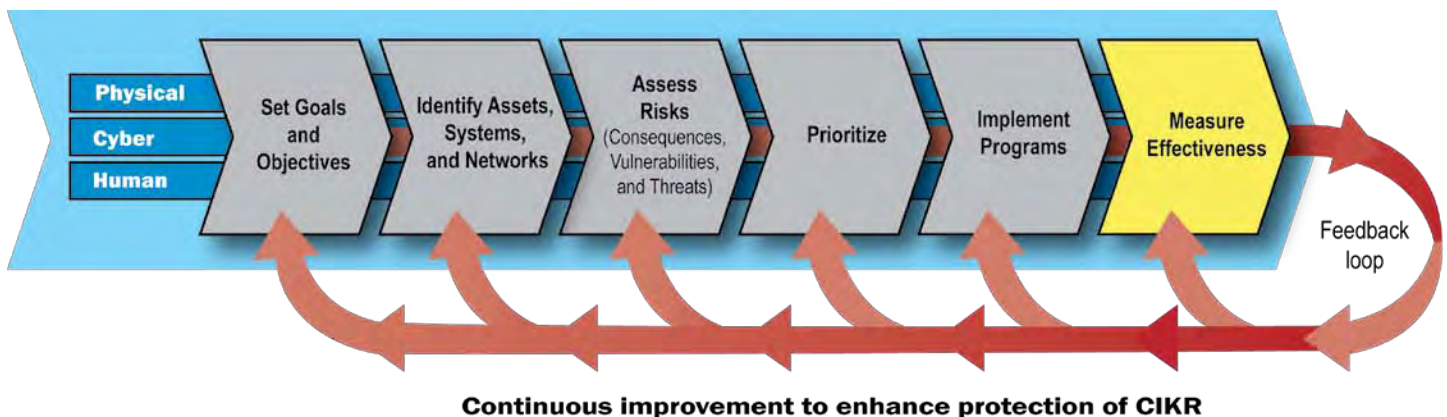 Physical
Cyber
Human
Set Goals
and
Objectives
Identify Assets,
Systems,
and Networks
Assess
Risks
(Consequences,
Vulnerabilities,
and Threats)
Prioritize
Implement
Programs
Measure
Effectiveness
Feedback
loop
Continuous improvement to enhance protection of CIKR